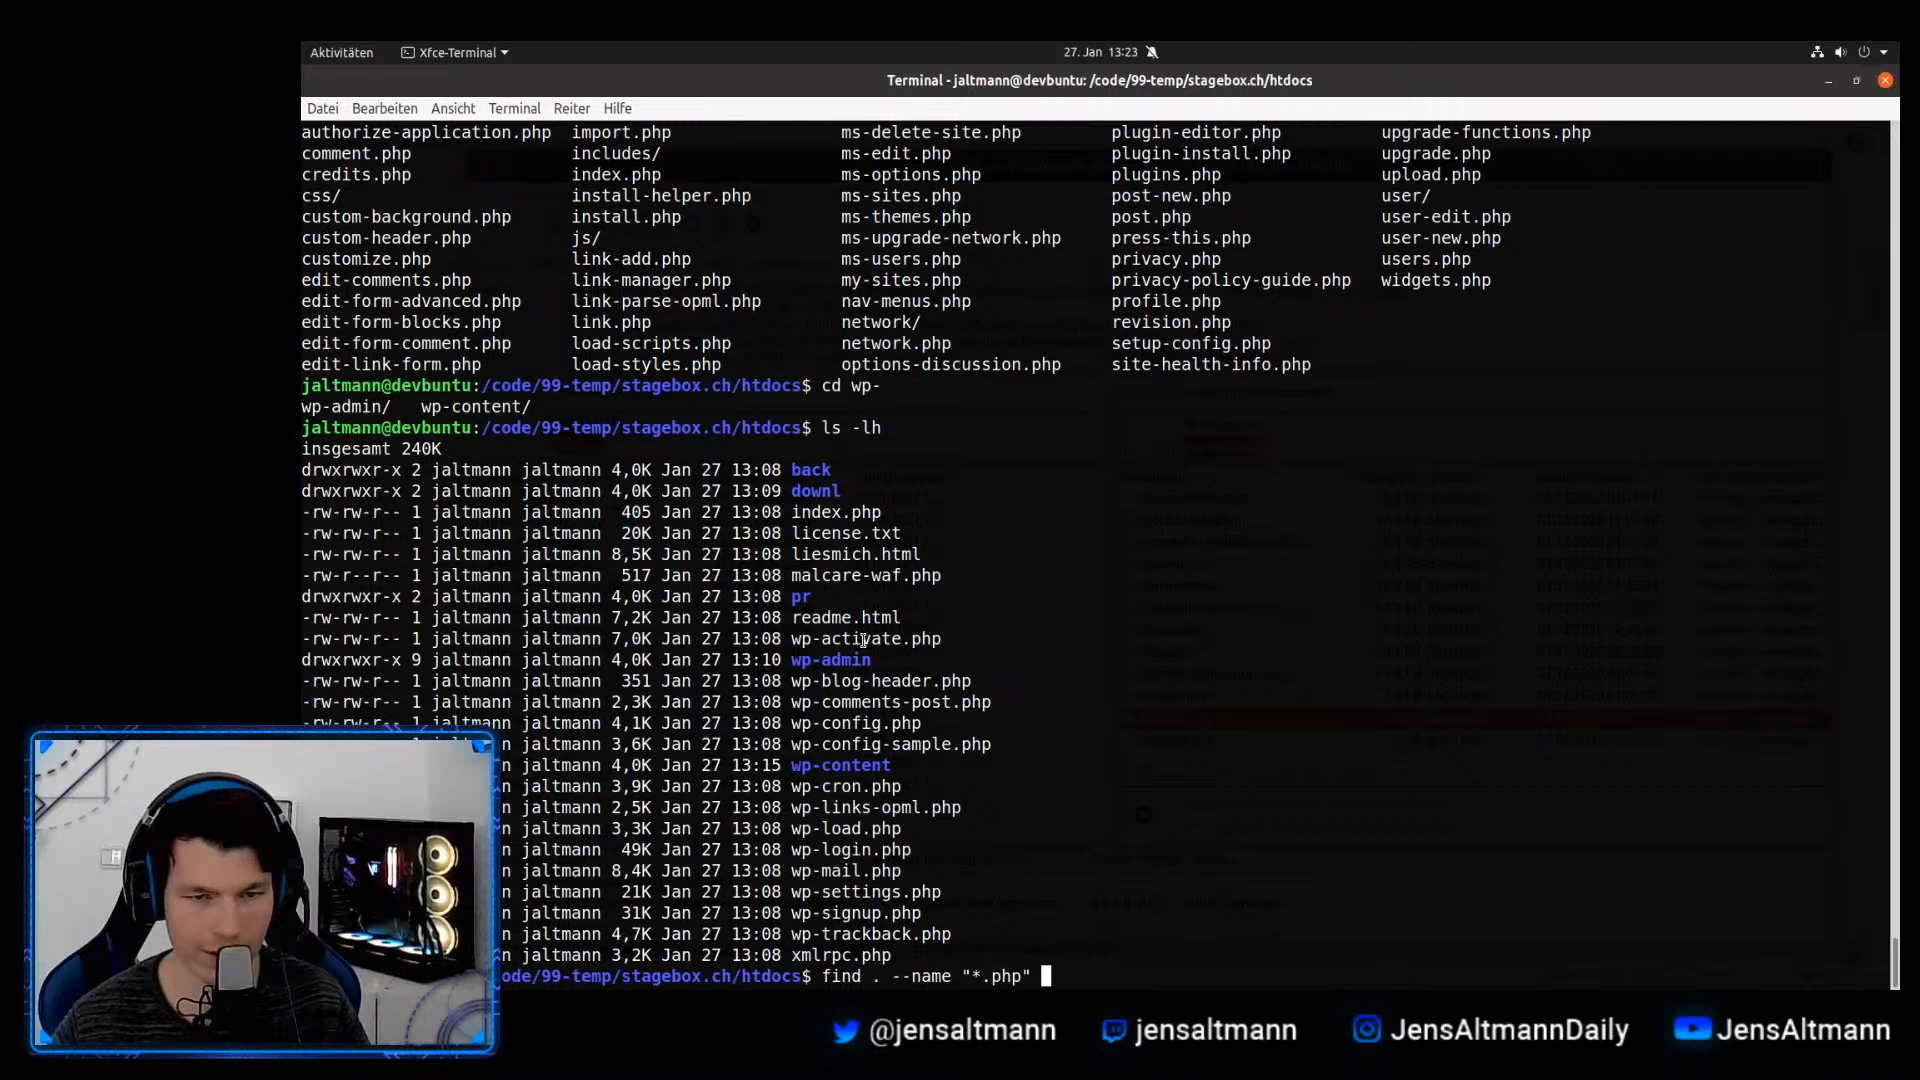 Aktivitäten Xfce-Terminal 27. Jan 13:23
Terminal - jaltmann@devbuntu: /code/99-temp/stagebox.ch/htdocs
Datei Bearbeiten Ansicht Terminal Reiter Hilfe
authorize-application.php import.php ms-delete-site.php plugin-editor.php upgrade-functions.php
comment.php includes/ ms-edit.php plugin-install.php upgrade.php
credits.php index.php ms-options.php plugins.php upload.php
css/ install-helper.php ms-sites.php post-new.php user/
custom-background.php install.php ms-themes.php post.php user-edit.php
custom-header.php js/ ms-upgrade-network.php press-this.php user-new.php
customize.php link-add.php ms-users.php privacy.php users.php
edit-comments.php link-manager.php my-sites.php privacy-policy-guide.php widgets.php
edit-form-advanced.php link-parse-opml.php nav-menus.php profile.php
edit-form-blocks.php link.php network/ revision.php
edit-form-comment.php load-scripts.php network.php setup-config.php
edit-link-form.php load-styles.php options-discussion.php site-health-info.php
jaltmann@devbuntu:/code/99-temp/stagebox.ch/htdocs$ cd wp-
wp-admin/ wp-content/
jaltmann@devbuntu:/code/99-temp/stagebox.ch/htdocs$ ls -lh
insgesamt 240K
drwxrwxr-x 2 jaltmann jaltmann 4,0K Jan 27 13:08 back
drwxrwxr-x 2 jaltmann jaltmann 4,0K Jan 27 13:09 downl
-rw-rw-r-- 1 jaltmann jaltmann 405 Jan 27 13:08 index.php
-rw-rw-r-- 1 jaltmann jaltmann 20K Jan 27 13:08 license.txt
-rw-rw-r-- 1 jaltmann jaltmann 8,5K Jan 27 13:08 liesmich.html
-rw-r--r-- 1 jaltmann jaltmann 517 Jan 27 13:08 malcare-waf.php
drwxrwxr-x 2 jaltmann jaltmann 4,0K Jan 27 13:08 pr
-rw-rw-r-- 1 jaltmann jaltmann 7,2K Jan 27 13:08 readme.html
-rw-rw-r-- 1 jaltmann jaltmann 7,0K Jan 27 13:08 wp-activate.php
drwxrwxr-x 9 jaltmann jaltmann 4,0K Jan 27 13:10 wp-admin
-rw-rw-r-- 1 jaltmann jaltmann 351 Jan 27 13:08 wp-blog-header.php
-rw-rw-r-- 1 jaltmann jaltmann 2,3K Jan 27 13:08 wp-comments-post.php
-rw-rw-r-- 1 jaltmann jaltmann 4,1K Jan 27 13:08 wp-config.php
n jaltmann 3,6K Jan 27 13:08 wp-config-sample.php
n jaltmann 4,0K Jan 27 13:15 wp-content
n jaltmann 3,9K Jan 27 13:08 wp-cron.php
n jaltmann 2,5K Jan 27 13:08 wp-links-opml.php
n jaltmann 3,3K Jan 27 13:08 wp-load.php
n jaltmann 49K Jan 27 13:08 wp-login.php
n jaltmann 8,4K Jan 27 13:08 wp-mail.php
n jaltmann 21K Jan 27 13:08 wp-settings.php
n jaltmann 31K Jan 27 13:08 wp-signup.php
n jaltmann 4,7K Jan 27 13:08 wp-trackback.php
n jaltmann 3,2K Jan 27 13:08 xmlrpc.php
ode/99-temp/stagebox.ch/htdocs$ find . --name "*.php"
@jensaltmann jensaltmann JensAltmannDaily JensAltmann